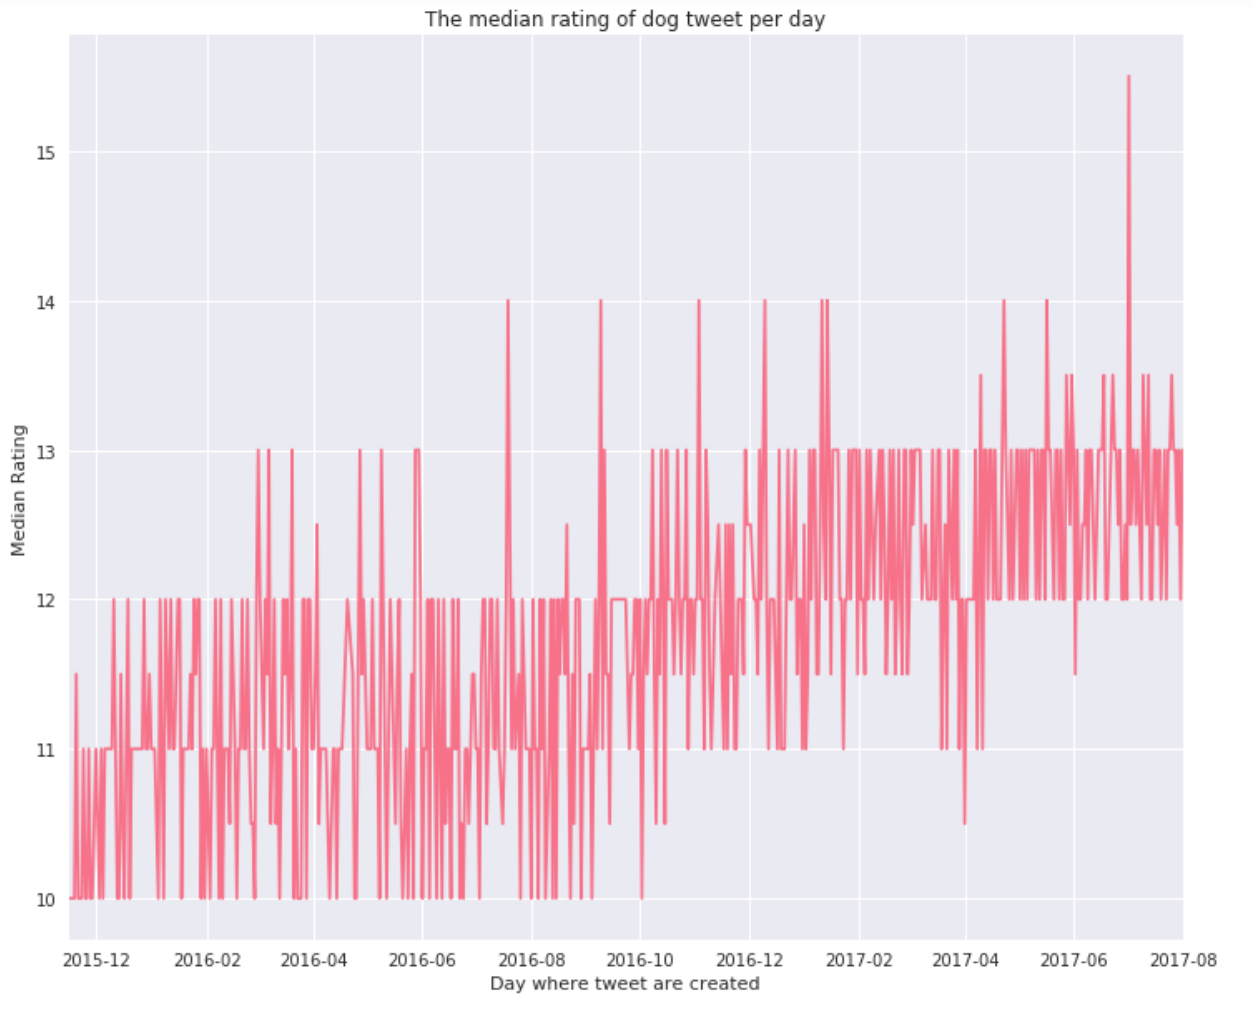 The median rating of dog tweet per day
15
14
13
12
11
10
Median Rating
2015-12 2016-02 2016-04 2016-06 2016-08 2016-10 2016-12 2017-02 2017-04 2017-06 2017-08
Day where tweet are created